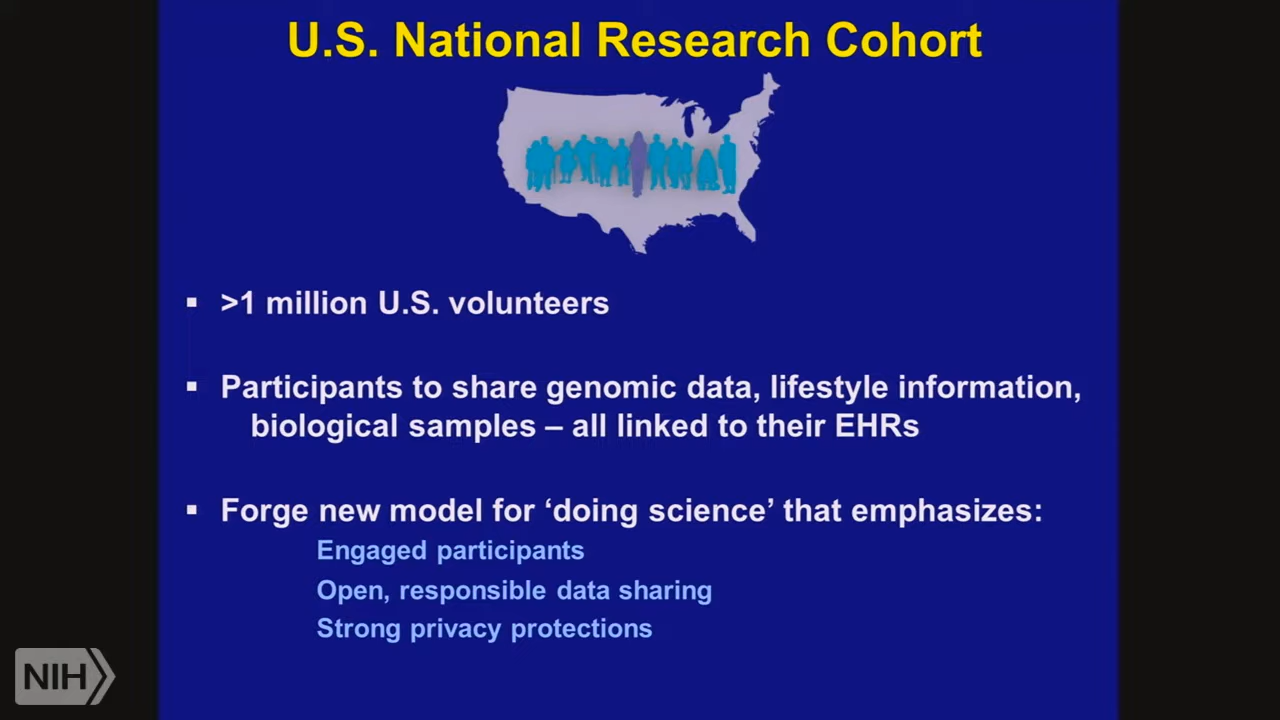 U.S. National Research Cohort
▪ >1 million U.S. volunteers
▪ Participants to share genomic data, lifestyle information,
biological samples – all linked to their EHRs
▪ Forge new model for ‘doing science’ that emphasizes:
Engaged participants
Open, responsible data sharing
Strong privacy protections
NIH